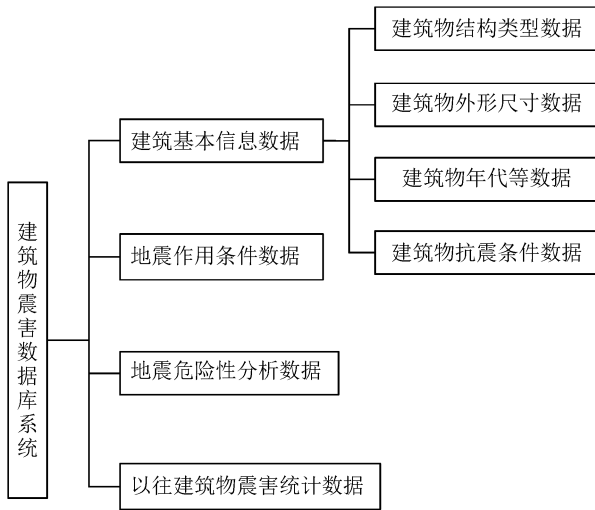 建筑物震害数据库系统
建筑基本信息数据
地震作用条件数据
地震危险性分析数据
以往建筑物震害统计数据
建筑物结构类型数据
建筑物外形尺寸数据
建筑物年代等数据
建筑物抗震条件数据